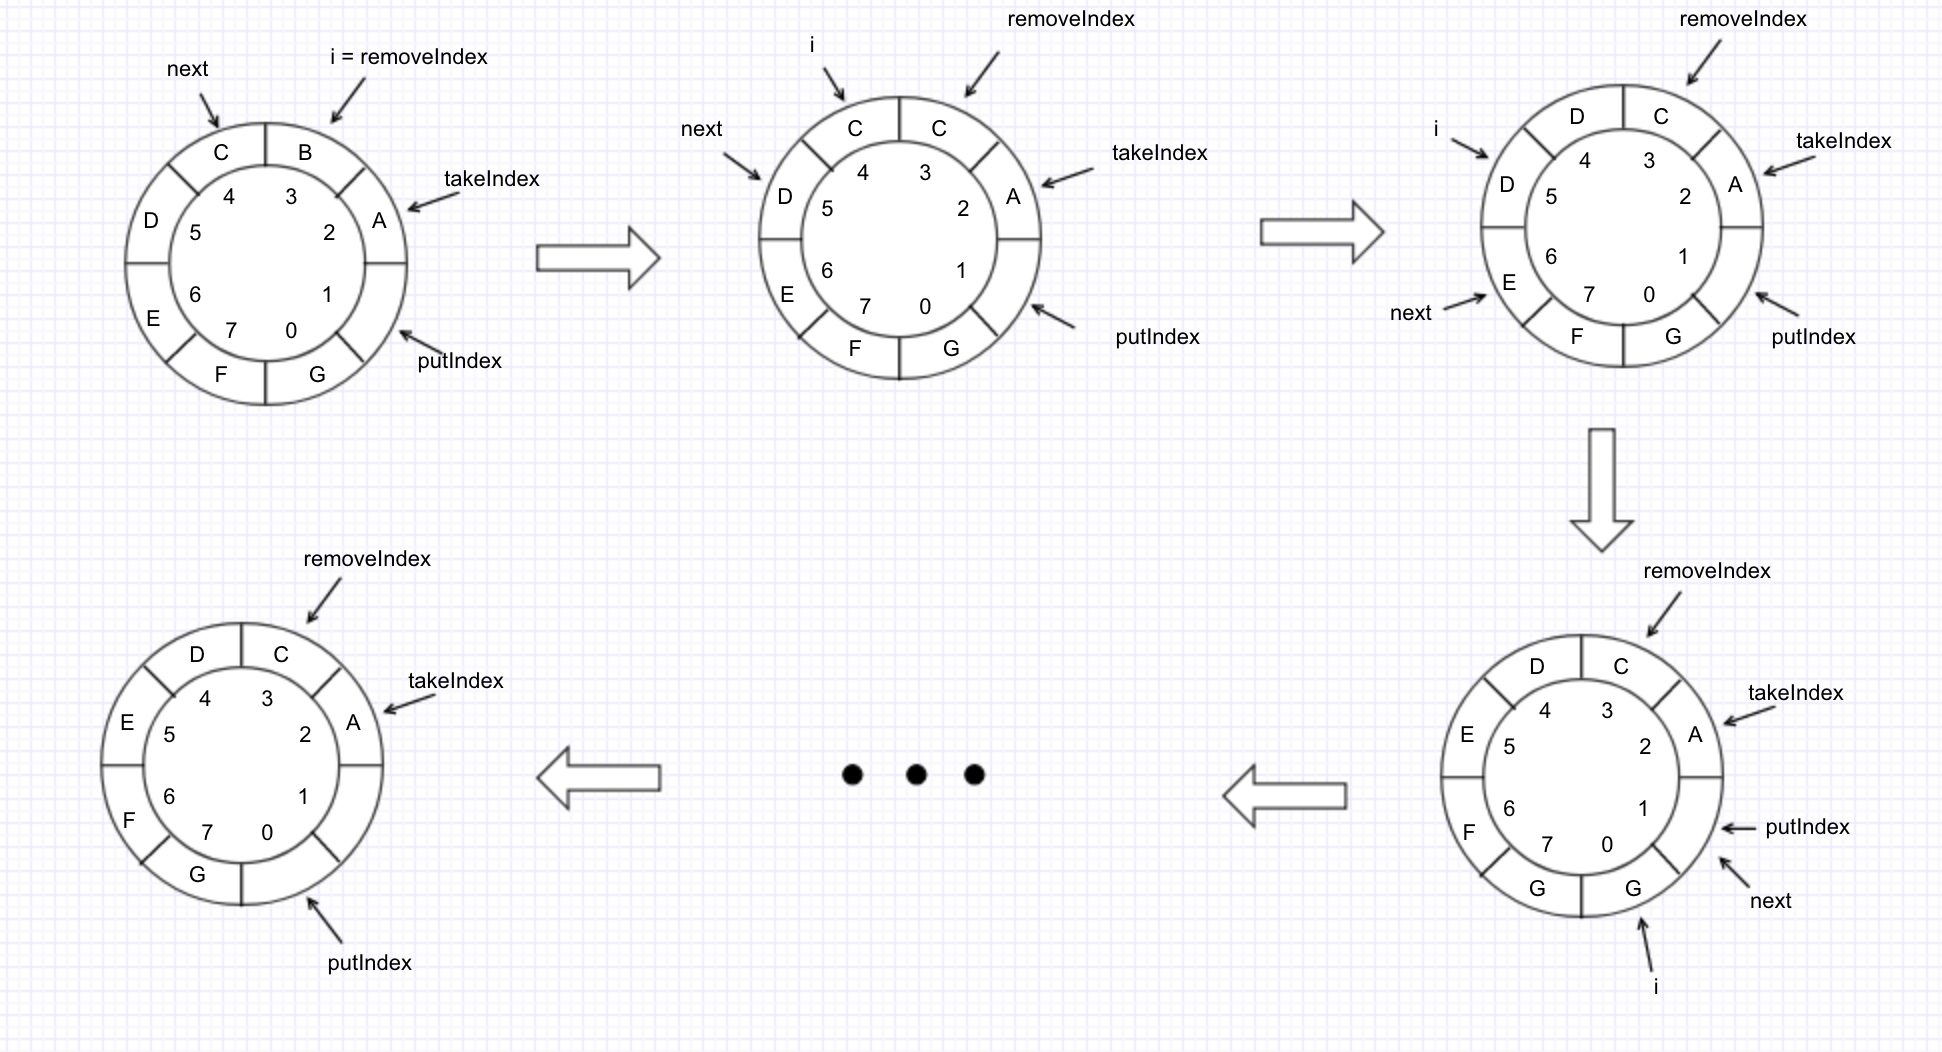 next
i = removeIndex
C
B
takeIndex
4
3
D
A
5
2
6
1
E
7
0
putIndex
F
G
removeIndex
i
next
C
C
takeIndex
4
3
D
A
5
2
6
1
E
7
0
putIndex
F
G
removeIndex
i
D
C
takeIndex
4
3
D
A
5
2
6
1
E
7
0
next
putIndex
F
G
removeIndex
D
C
takeIndex
4
3
E
A
5
2
6
1
putIndex
F
7
0
G
G
next
i
removeIndex
D
C
takeIndex
4
3
E
A
5
2
6
1
F
7
0
G
putIndex